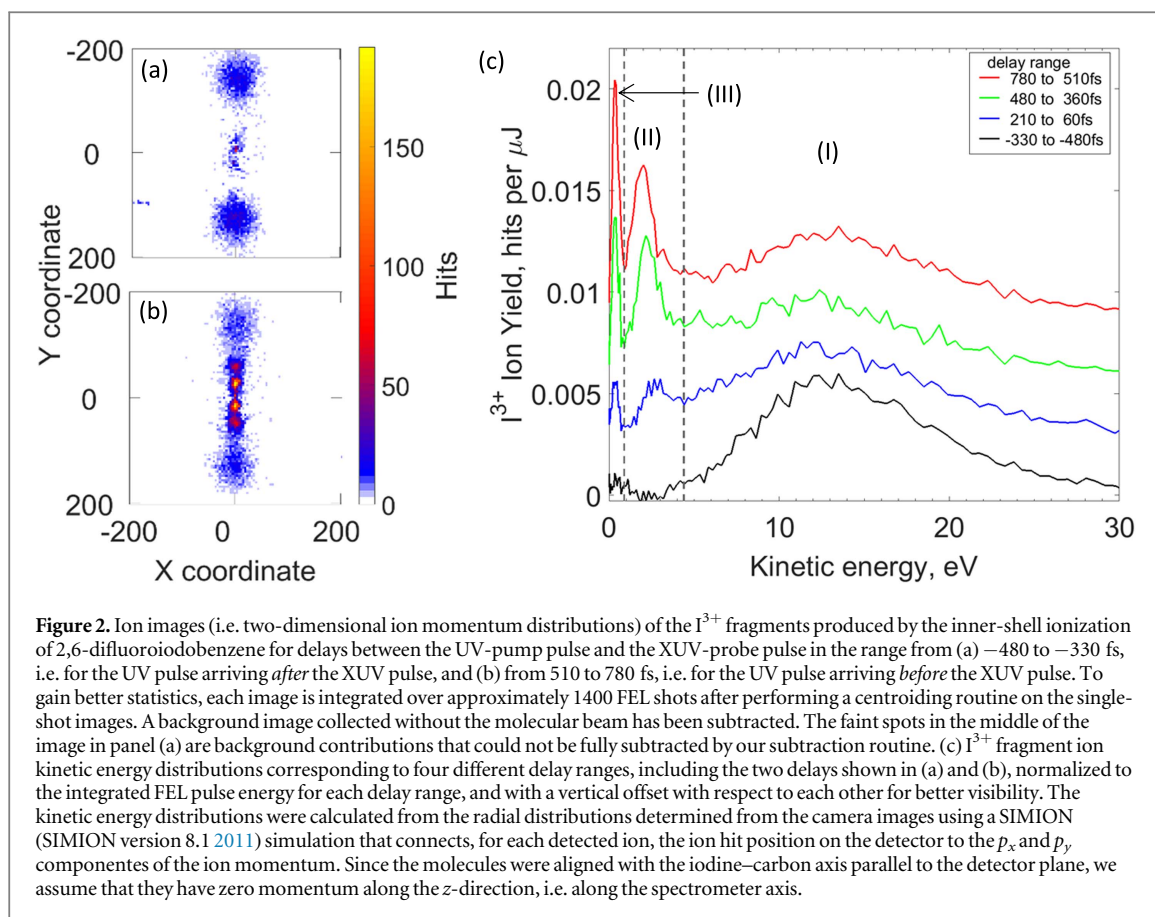 -200
(a)
0
200
-200
(b)
0
200
-200
0
200
X coordinate
Y coordinate
150
100
50
0
Hits
(c)
0.02
0.015
0.01
0.005
0
I3+ Ion Yield, hits per μJ
(III)
(II)
(I)
delay range
780 to 510fs
480 to 360fs
210 to 60fs
-330 to -480fs
0
10
20
30
Kinetic energy, eV
Figure 2. Ion images (i.e. two-dimensional ion momentum distributions) of the I3+ fragments produced by the inner-shell ionization
of 2,6-difluoroiodobenzene for delays between the UV-pump pulse and the XUV-probe pulse in the range from (a) −480 to −330 fs,
i.e. for the UV pulse arriving after the XUV pulse, and (b) from 510 to 780 fs, i.e. for the UV pulse arriving before the XUV pulse. To
gain better statistics, each image is integrated over approximately 1400 FEL shots after performing a centroiding routine on the single-
shot images. A background image collected without the molecular beam has been subtracted. The faint spots in the middle of the
image in panel (a) are background contributions that could not be fully subtracted by our subtraction routine. (c) I3+ fragment ion
kinetic energy distributions corresponding to four different delay ranges, including the two delays shown in (a) and (b), normalized to
the integrated FEL pulse energy for each delay range, and with a vertical offset with respect to each other for better visibility. The
kinetic energy distributions were calculated from the radial distributions determined from the camera images using a SIMION
(SIMION version 8.1 2011) simulation that connects, for each detected ion, the ion hit position on the detector to the px and py
componentes of the ion momentum. Since the molecules were aligned with the iodine–carbon axis parallel to the detector plane, we
assume that they have zero momentum along the z-direction, i.e. along the spectrometer axis.